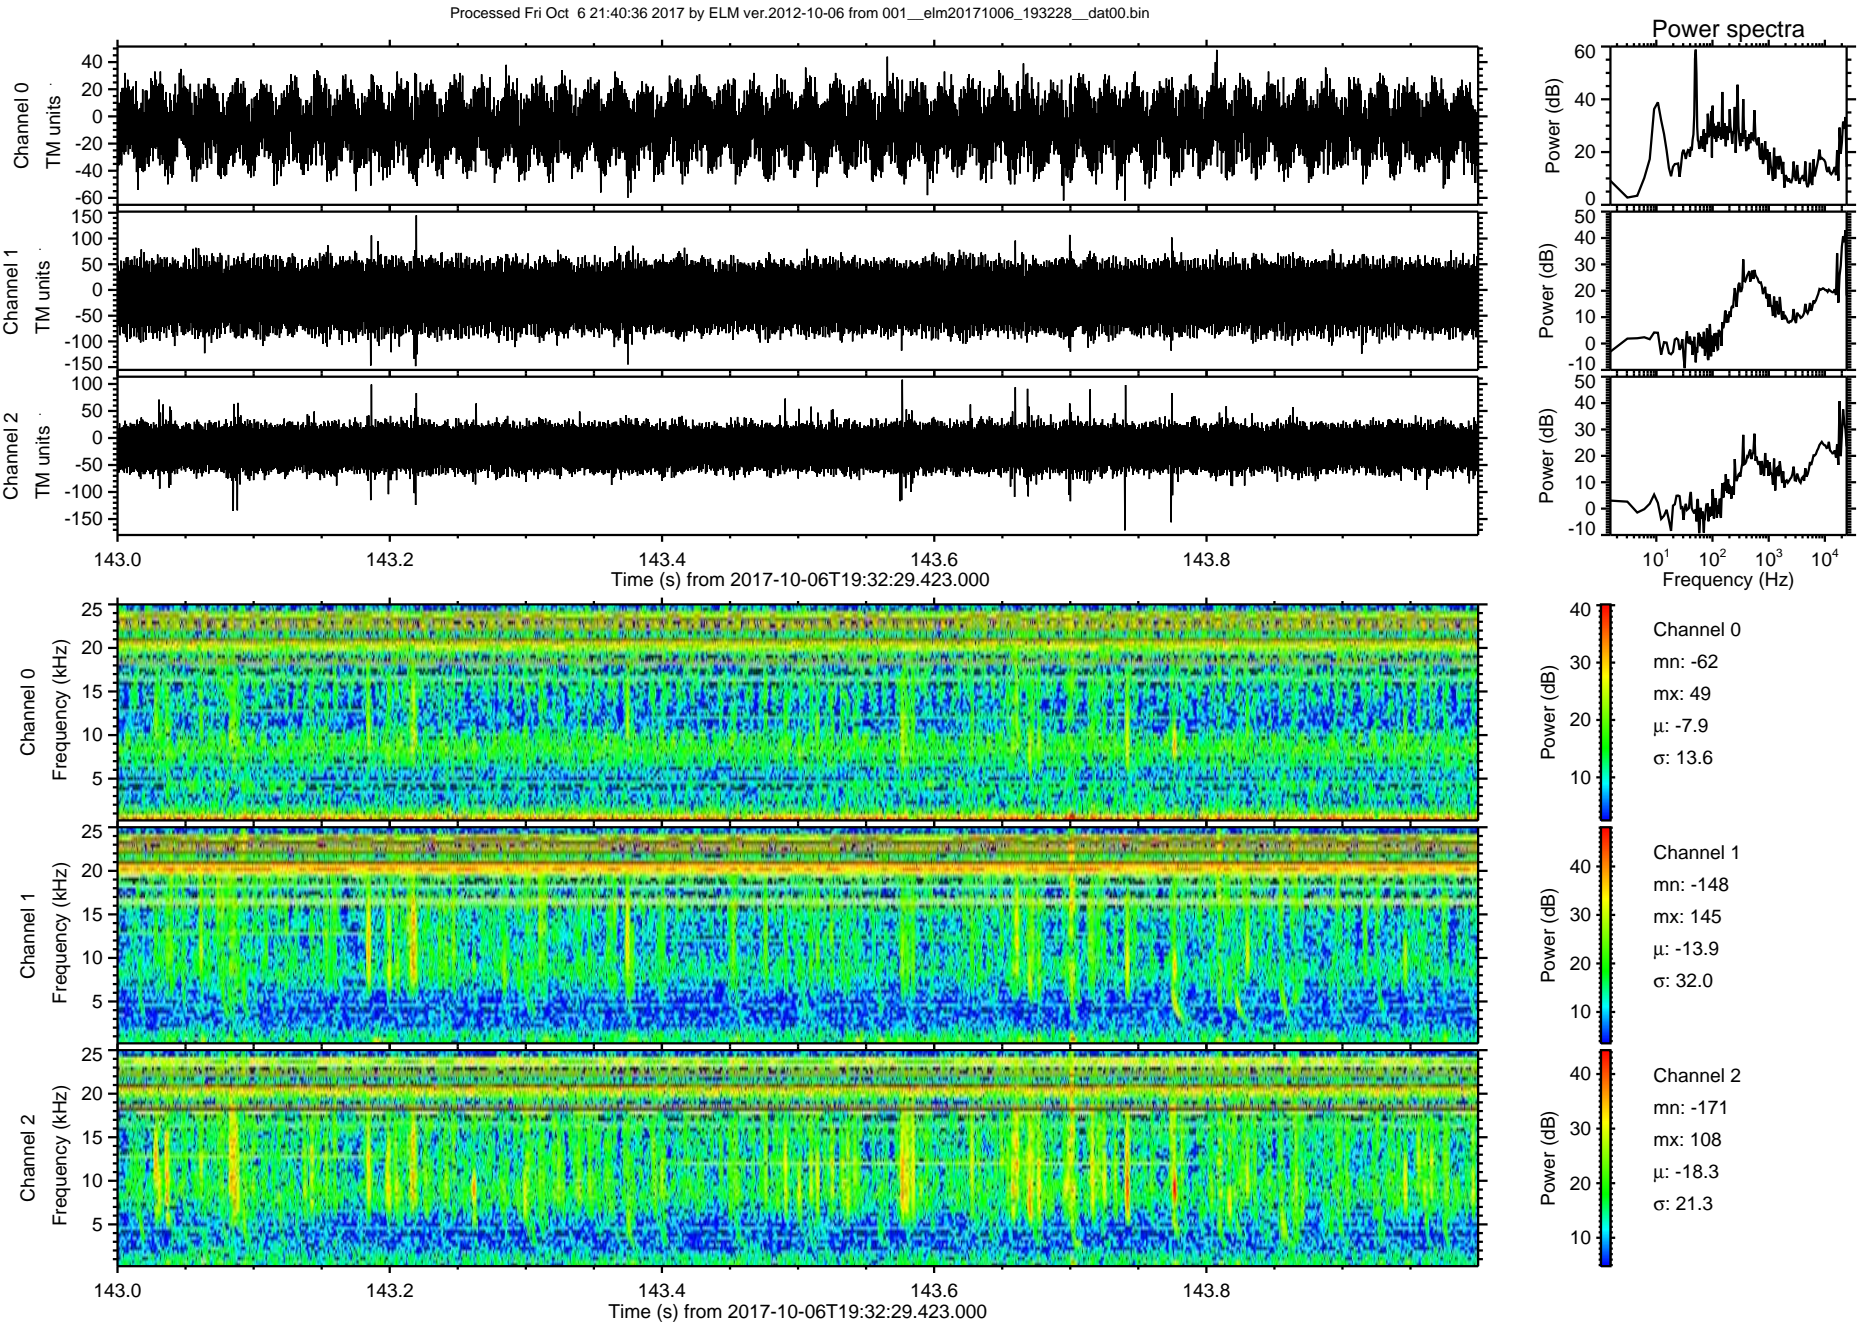 Processed Fri Oct  6 21:40:36 2017 by ELM ver.2012-10-06 from 001__elm20171006_193228__dat00.bin
Power spectra
Channel 0
TM units
40
20
0
-20
-40
-60
Power (dB)
60
40
20
0
Channel 1
TM units
150
100
50
0
-50
-100
-150
Power (dB)
50
40
30
20
10
0
-10
Channel 2
TM units
100
50
0
-50
-100
-150
Power (dB)
50
40
30
20
10
0
-10
143.0 143.2 143.4 143.6 143.8
Time (s) from 2017-10-06T19:32:29.423.000
10^1 10^2 10^3 10^4
Frequency (Hz)
Channel 0
Frequency (kHz)
25
20
15
10
5
Power (dB)
40
30
20
10
Channel 0
mn: -62
mx: 49
μ: -7.9
σ: 13.6
Channel 1
Frequency (kHz)
25
20
15
10
5
Power (dB)
40
30
20
10
Channel 1
mn: -148
mx: 145
μ: -13.9
σ: 32.0
Channel 2
Frequency (kHz)
25
20
15
10
5
Power (dB)
40
30
20
10
Channel 2
mn: -171
mx: 108
μ: -18.3
σ: 21.3
143.0 143.2 143.4 143.6 143.8
Time (s) from 2017-10-06T19:32:29.423.000